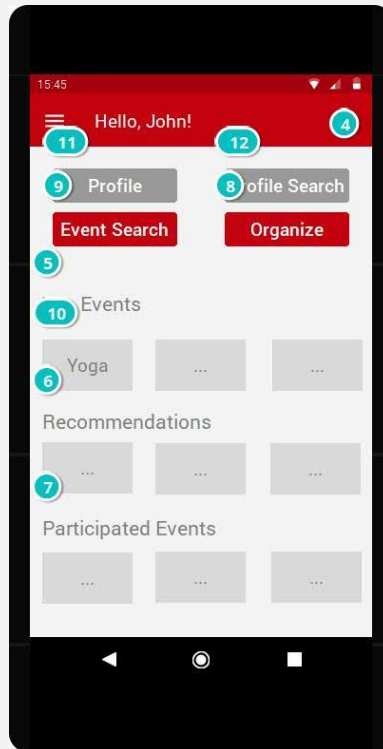 15:45
Hello, John!
4
11
12
9 Profile
8 ofile Search
Event Search
Organize
5
10 Events
Yoga
...
...
6
Recommendations
...
...
...
7
Participated Events
...
...
...